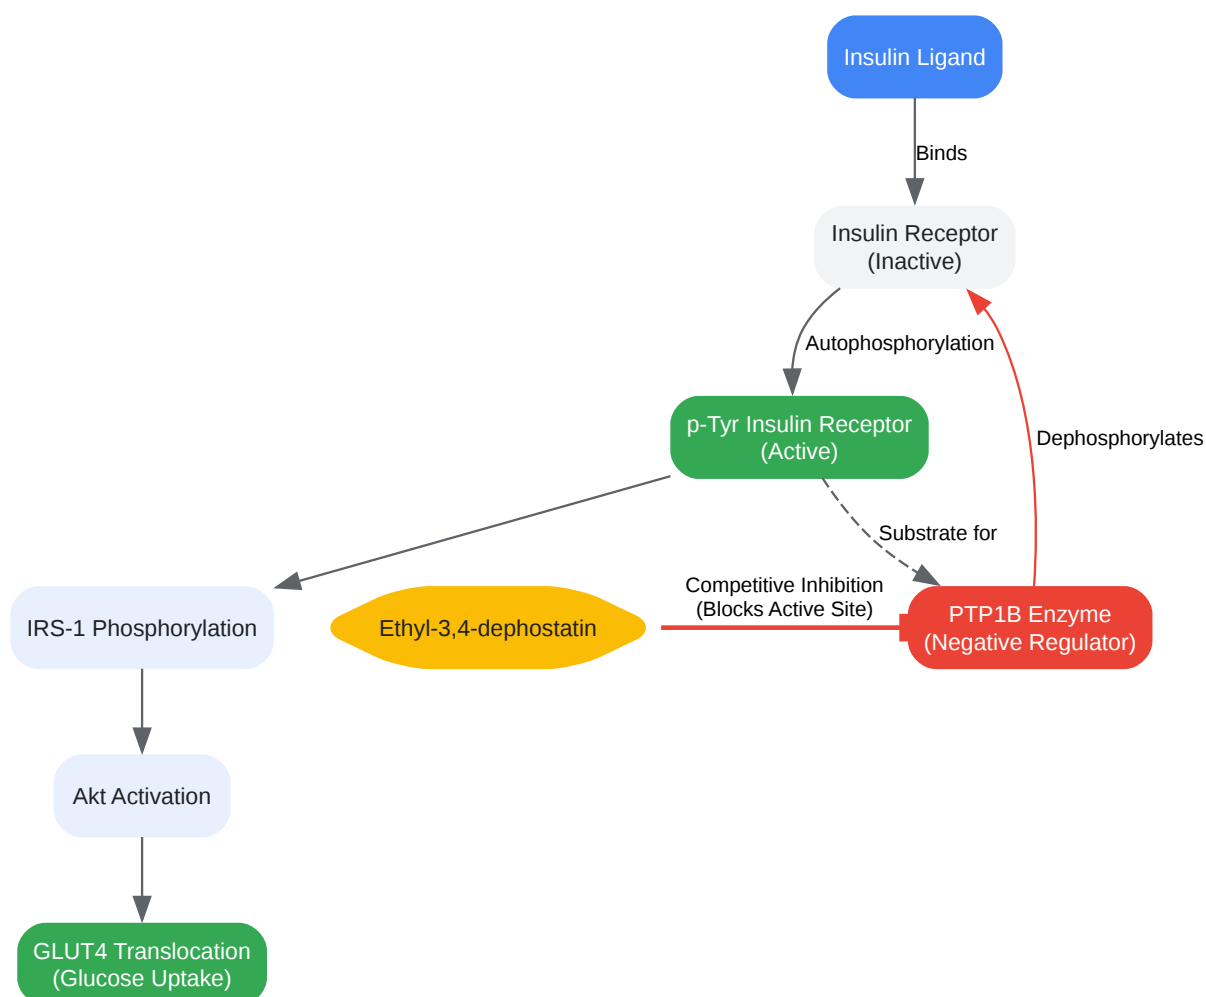 Insulin Ligand
Binds
Insulin Receptor
(Inactive)
Autophosphorylation
p-Tyr Insulin Receptor
(Active)
Dephosphorylates
Substrate for
Competitive Inhibition
(Blocks Active Site)
IRS-1 Phosphorylation
Ethyl-3,4-dephostatin
PTP1B Enzyme
(Negative Regulator)
Akt Activation
GLUT4 Translocation
(Glucose Uptake)